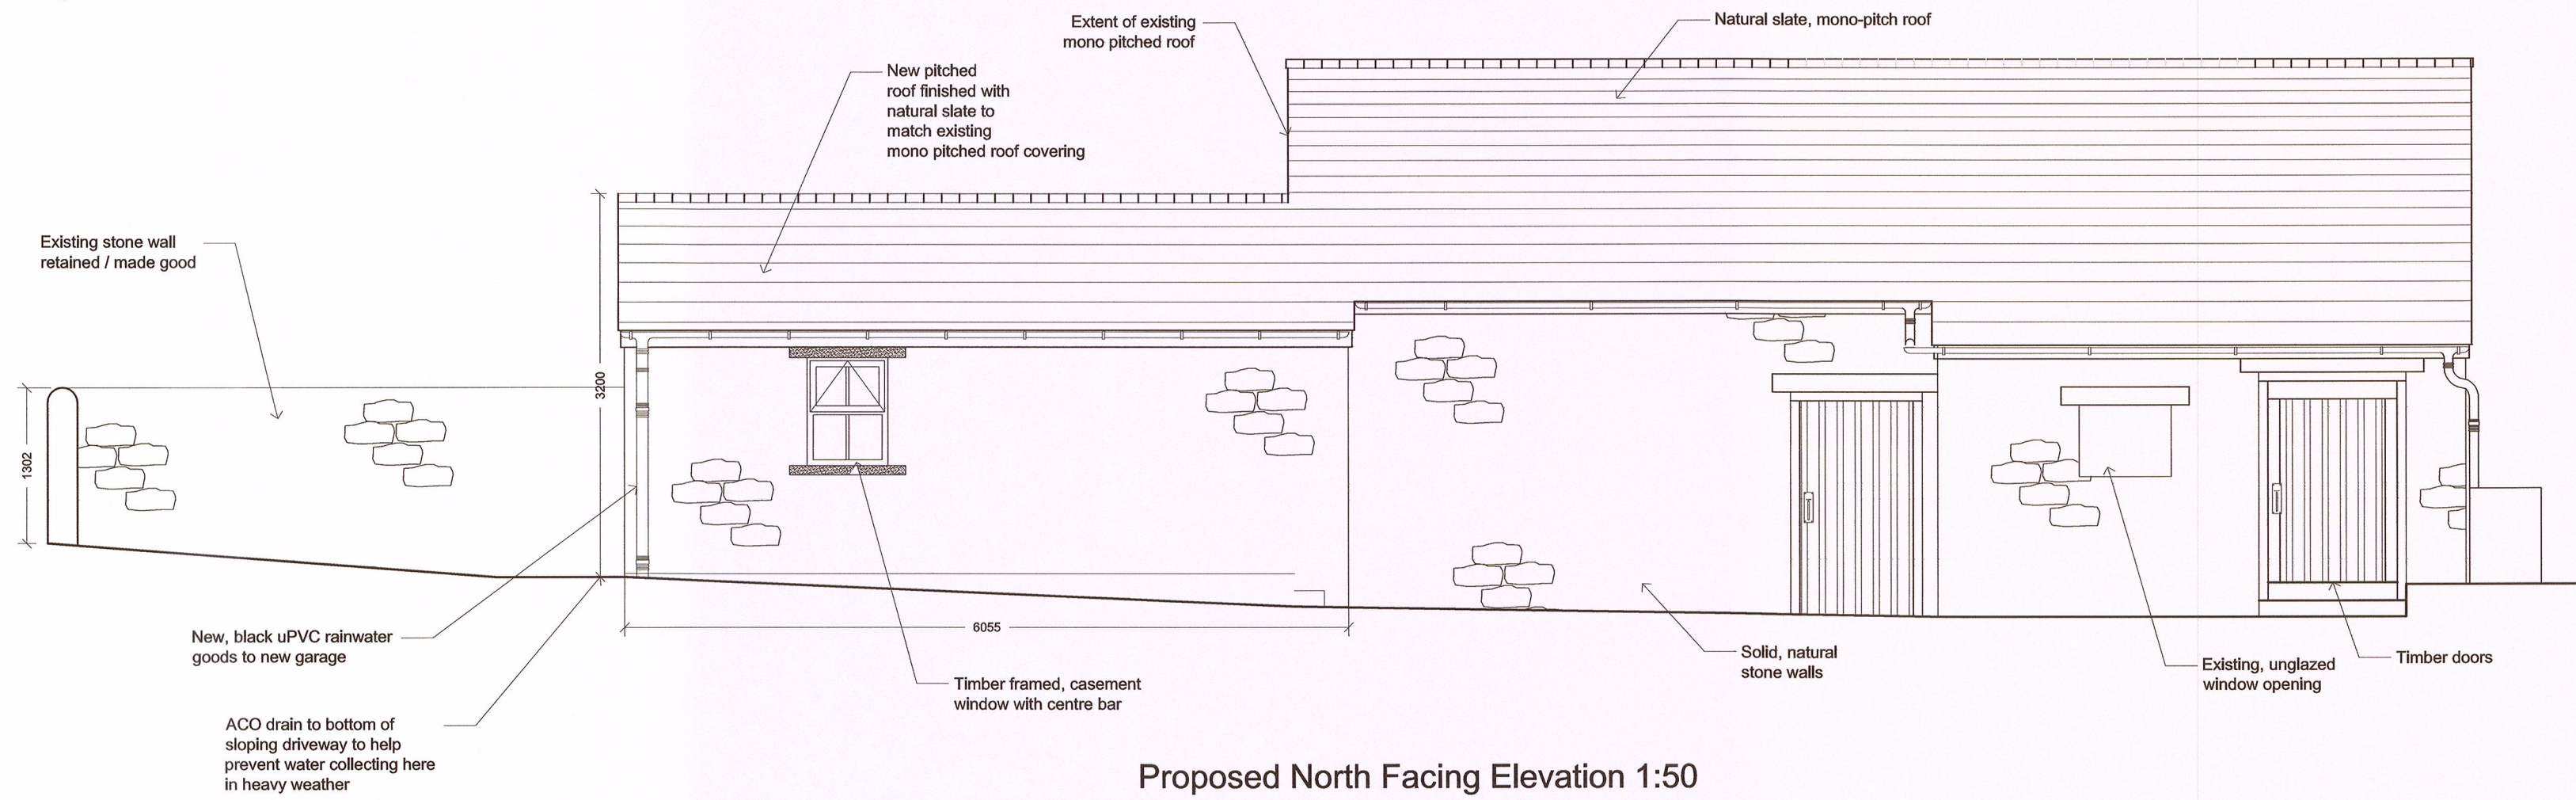 Extent of existing
mono pitched roof
Natural slate, mono-pitch roof
New pitched
roof finished with
natural slate to
match existing
mono pitched roof covering
Existing stone wall
retained / made good
3200
1302
6055
New, black uPVC rainwater
goods to new garage
Timber framed, casement
window with centre bar
Solid, natural
stone walls
Existing, unglazed
window opening
Timber doors
ACO drain to bottom of
sloping driveway to help
prevent water collecting here
in heavy weather
Proposed North Facing Elevation 1:50